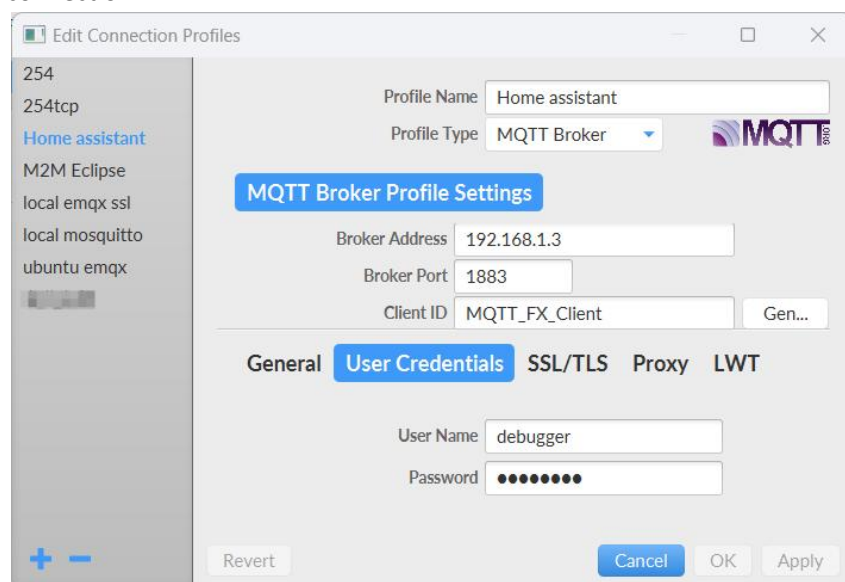 Edit Connection Profiles
254
254tcp
Home assistant
M2M Eclipse
local emqx ssl
local mosquitto
ubuntu emqx
Profile Name Home assistant
Profile Type MQTT Broker
MQTT
.ORG
MQTT Broker Profile Settings
Broker Address 192.168.1.3
Broker Port 1883
Client ID MQTT_FX_Client Gen...
General User Credentials SSL/TLS Proxy LWT
User Name debugger
Password ●●●●●●●●
Revert Cancel OK Apply